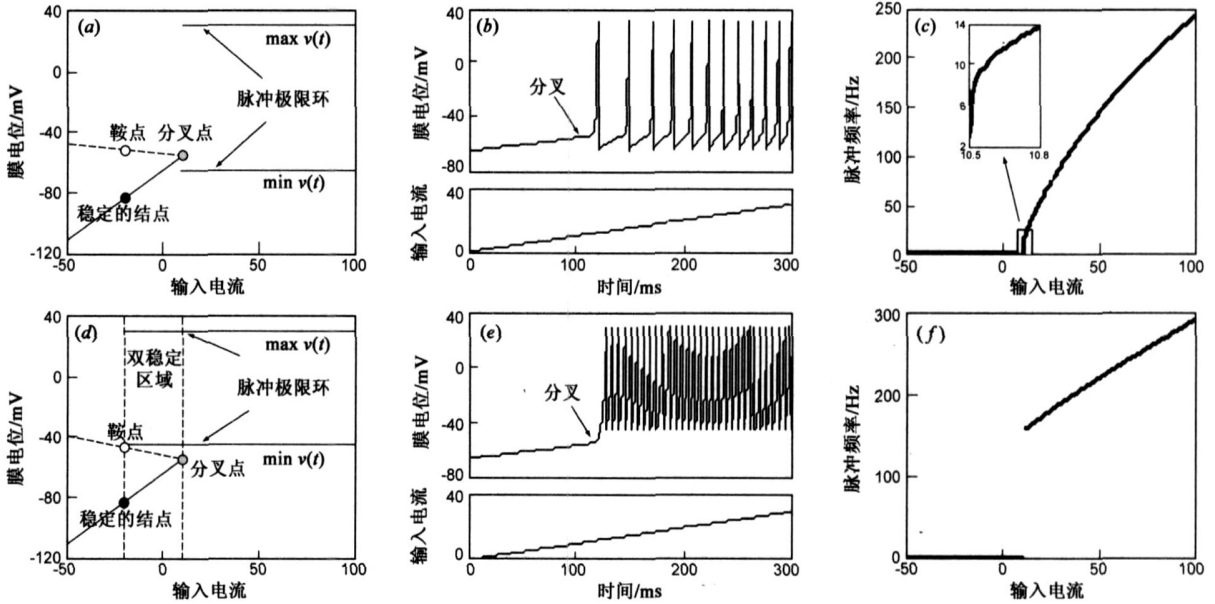 (a)
膜电位/mV
40
0
-40
-80
-120
-50
0
50
100
输入电流
max v(t)
脉冲极限环
鞍点
分叉点
min v(t)
稳定的结点
(b)
膜电位/mV
40
0
-40
-80
分叉
输入电流
40
0
0
100
200
300
时间/ms
(c)
脉冲频率/Hz
250
200
150
100
50
0
14
10
6
2
10.5
10.8
-50
0
50
100
输入电流
(d)
膜电位/mV
40
0
-40
-80
-120
-50
0
50
100
输入电流
双稳定
区域
max v(t)
脉冲极限环
鞍点
min v(t)
分叉点
稳定的结点
(e)
膜电位/mV
40
0
-40
-80
分叉
输入电流
40
0
0
100
200
300
时间/ms
(f)
脉冲频率/Hz
300
200
100
0
-50
0
50
100
输入电流